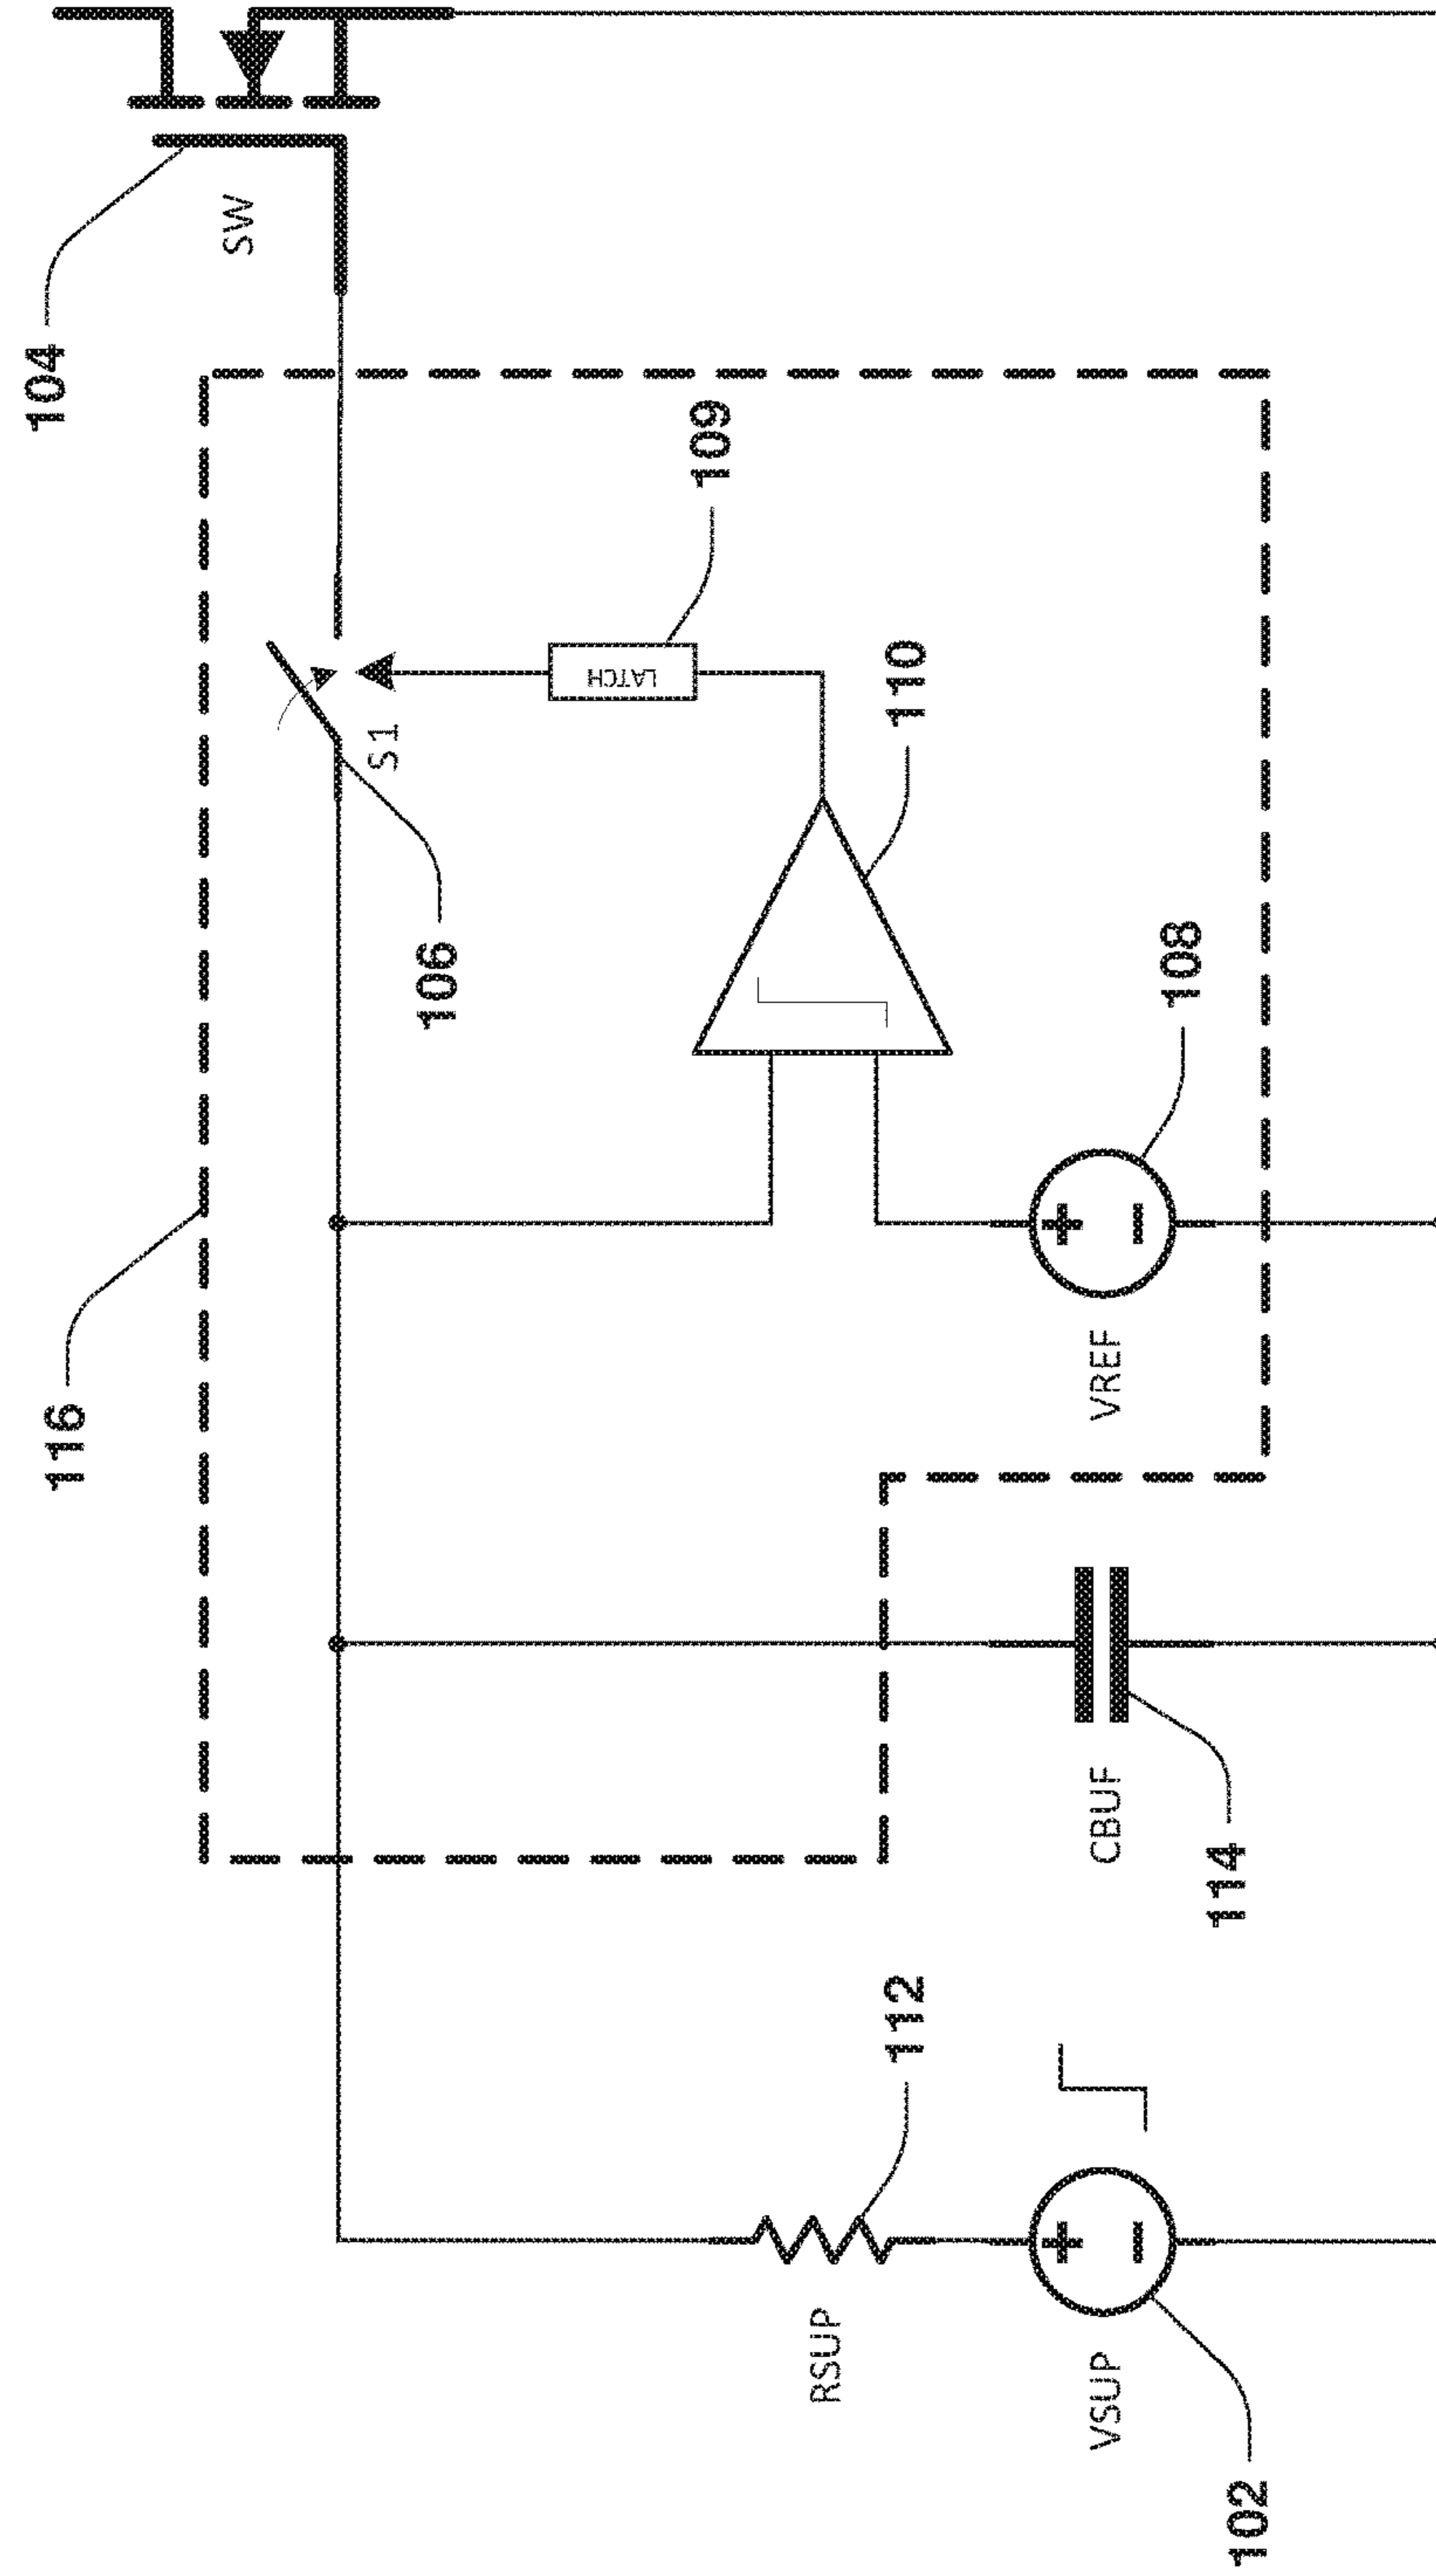 116
104
SW
S1
106
LATCH
109
110
RSUP
112
CBUF
114
VREF
108
VSUP
102
+
−
+
−